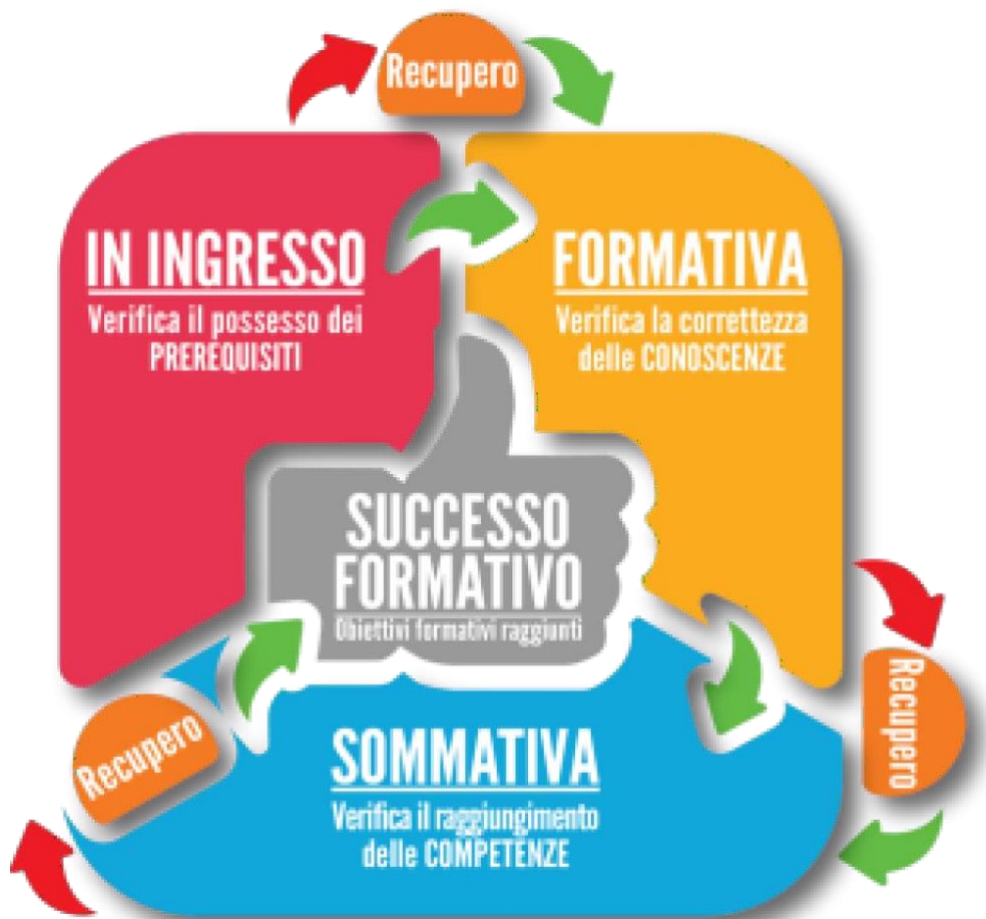 Recupero
IN INGRESSO
Verifica il possesso dei
PREREQUISITI
FORMATIVA
Verifica la correttezza
delle CONOSCENZE
SUCCESSO
FORMATIVO
Obiettivi formativi raggiunti
Recupero
Recupero
SOMMATIVA
Verifica il raggiungimento
delle COMPETENZE